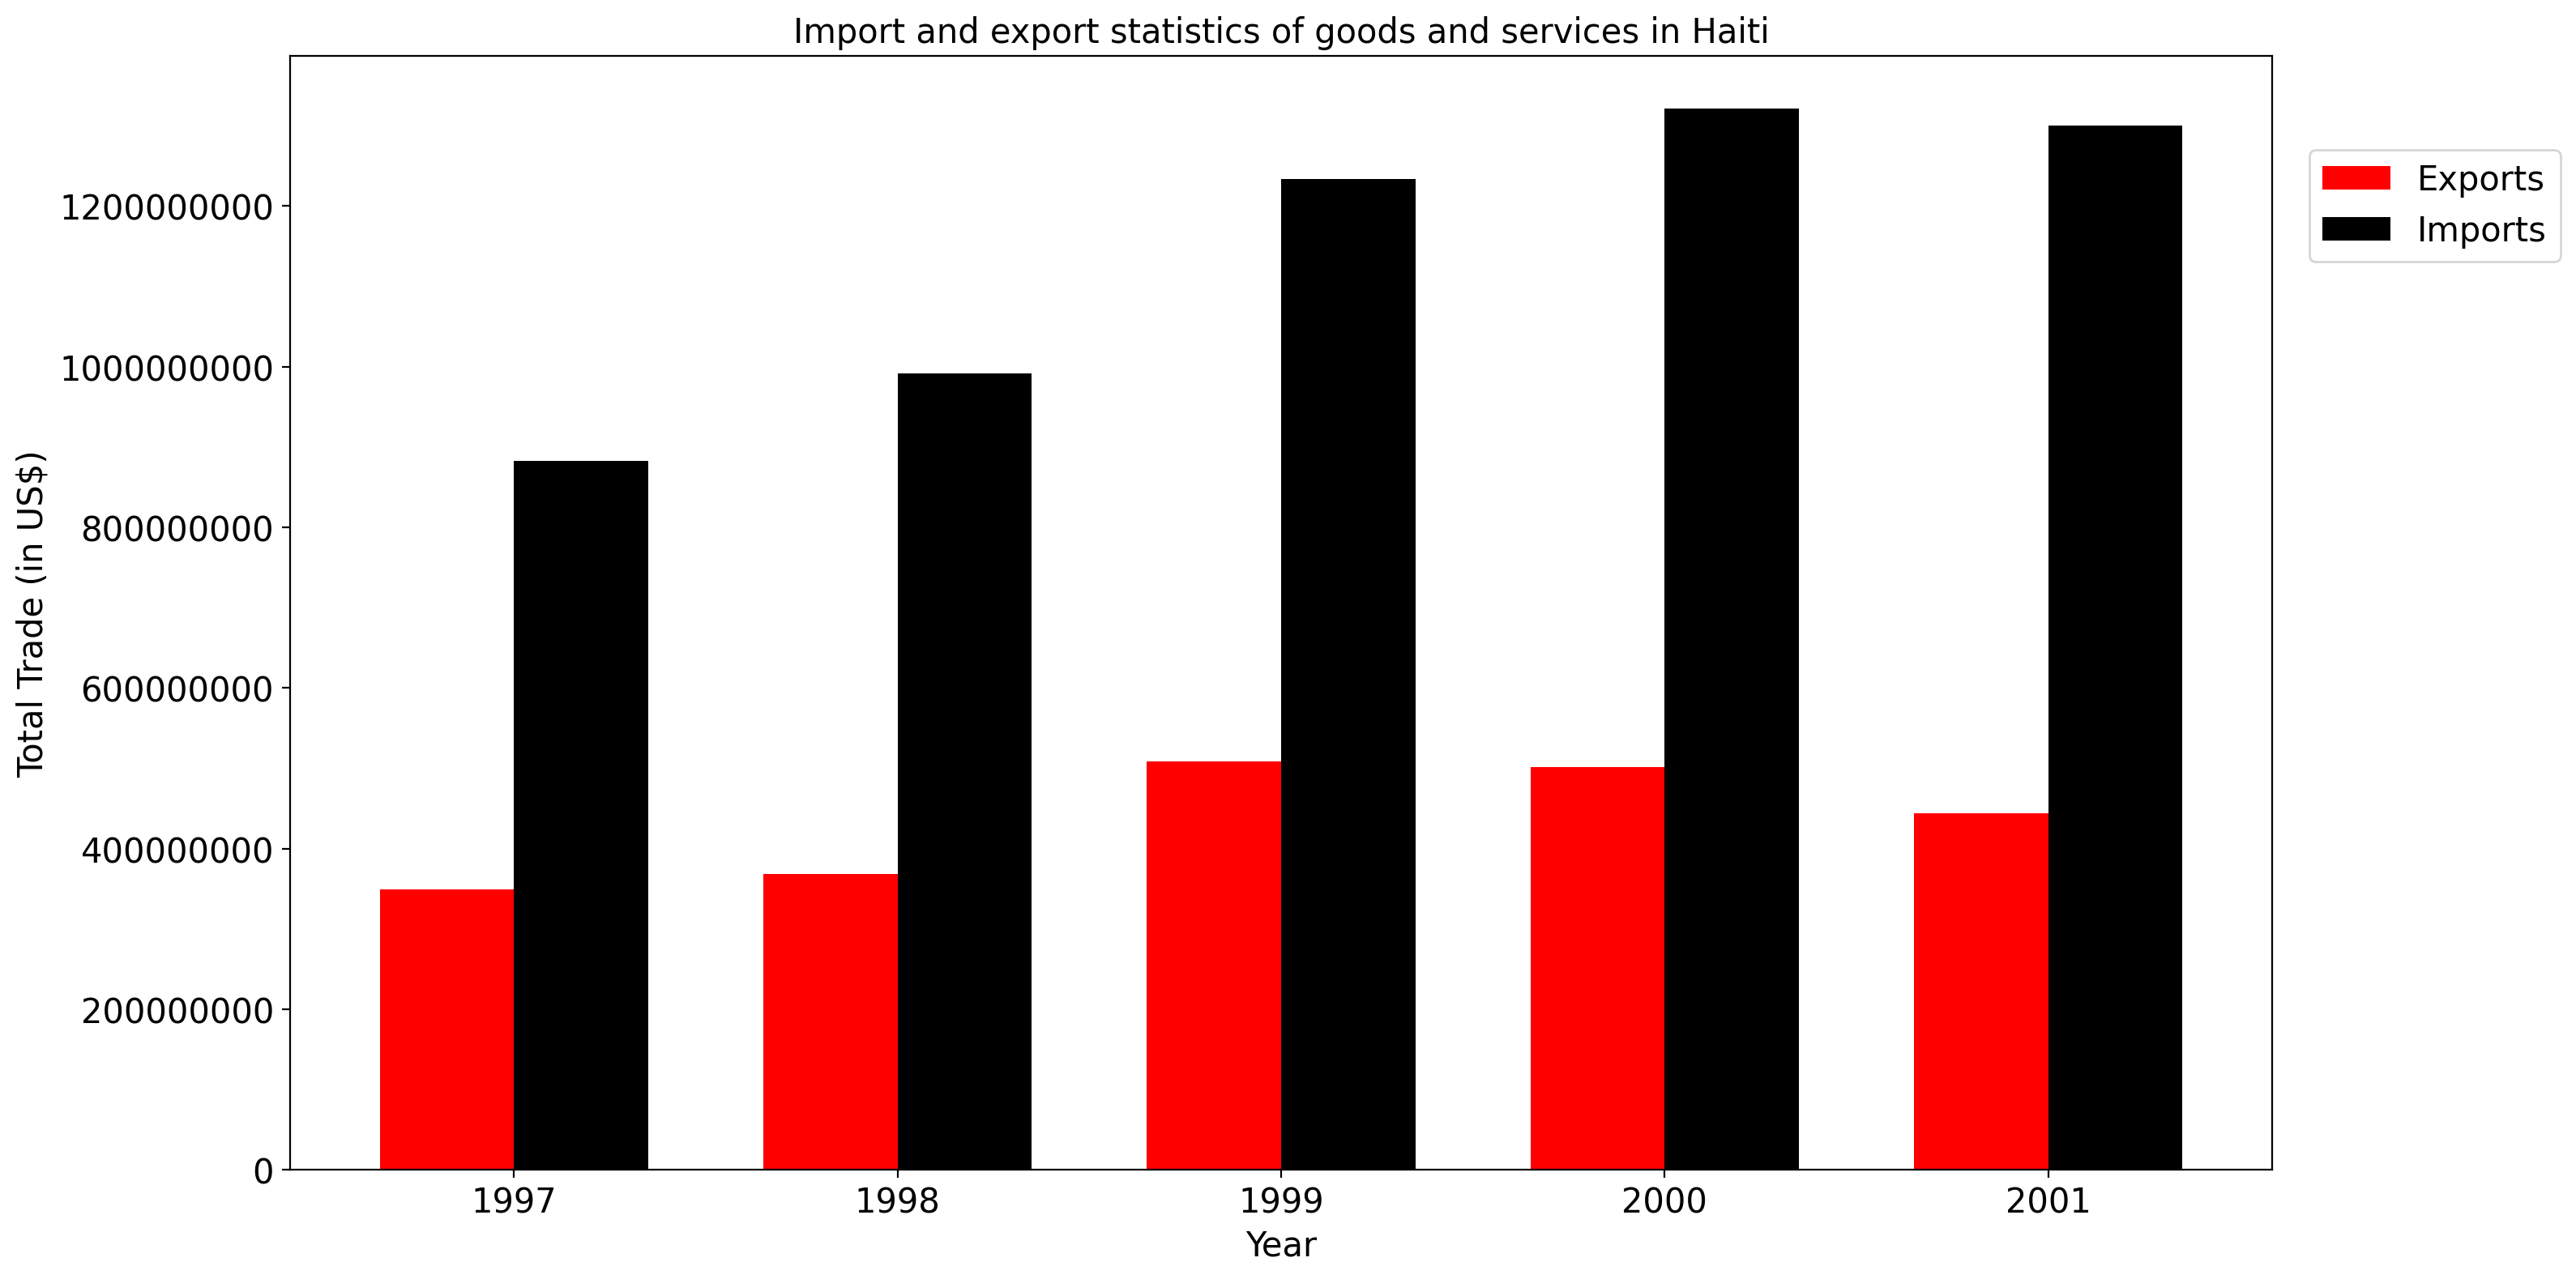 Import and export statistics of goods and services in Haiti
Total Trade (in US$)
1200000000
1000000000
800000000
600000000
400000000
200000000
0
1997 1998 1999 2000 2001
Year
Exports
Imports